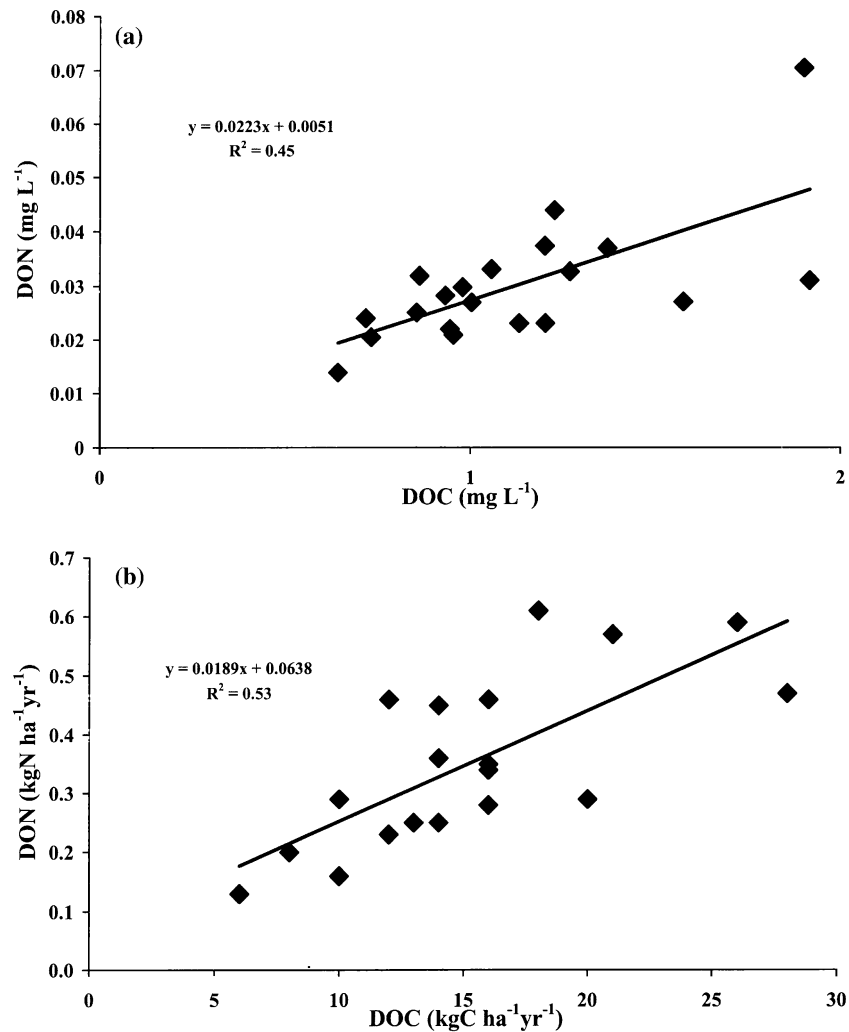 (a)
y = 0.0223x + 0.0051
R² = 0.45
DON (mg L⁻¹)
0.08
0.07
0.06
0.05
0.04
0.03
0.02
0.01
0
0 1 2
DOC (mg L⁻¹)
(b)
y = 0.0189x + 0.0638
R² = 0.53
DON (kgN ha⁻¹yr⁻¹)
0.7
0.6
0.5
0.4
0.3
0.2
0.1
0.0
0 5 10 15 20 25 30
DOC (kgC ha⁻¹yr⁻¹)